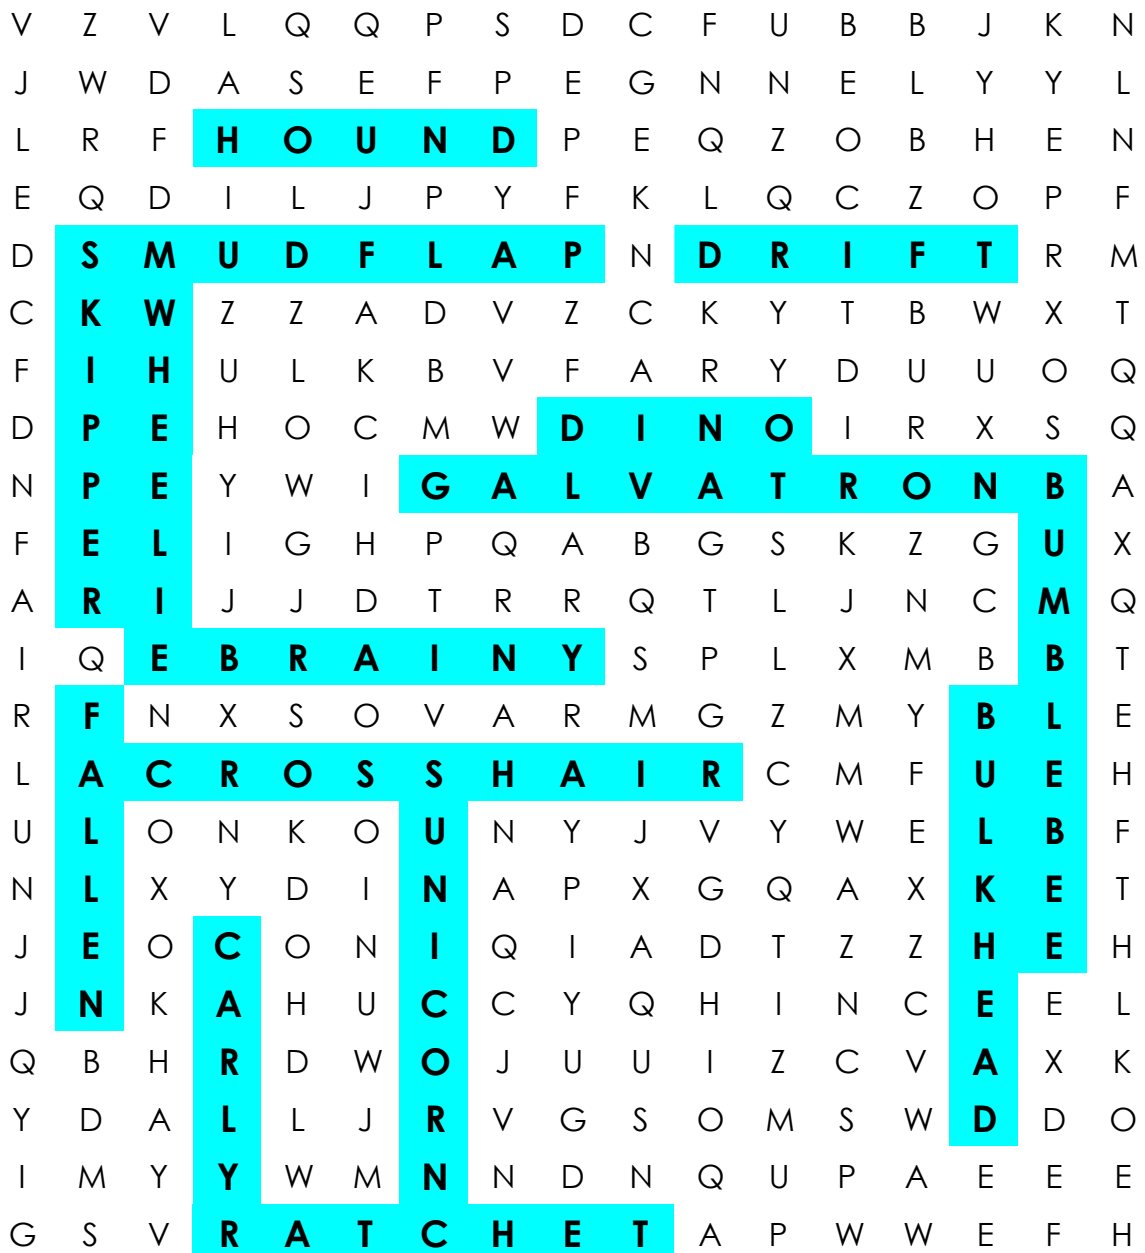 V Z V L Q Q P S D C F U B B J K N
J W D A S E F P E G N N E L Y Y L
L R F H O U N D P E Q Z O B H E N
E Q D I L J P Y F K L Q C Z O P F
D S M U D F L A P N D R I F T R M
C K W Z Z A D V Z C K Y T B W X T
F I H U L K B V F A R Y D U U O Q
D P E H O C M W D I N O I R X S Q
N P E Y W I G A L V A T R O N B A
F E L I G H P Q A B G S K Z G U X
A R I J J D T R R Q T L J N C M Q
I Q E B R A I N Y S P L X M B B T
R F N X S O V A R M G Z M Y B L E
L A C R O S S H A I R C M F U E H
U L O N K O U N Y J V Y W E L B F
N L X Y D I N A P X G Q A X K E T
J E O C O N I Q I A D T Z Z H E H
J N K A H U C C Y Q H I N C E E L
Q B H R D W O J U U I Z C V A X K
Y D A L L J R V G S O M S W D D O
I M Y Y W M N N D N Q U P A E E E
G S V R A T C H E T A P W W E F H